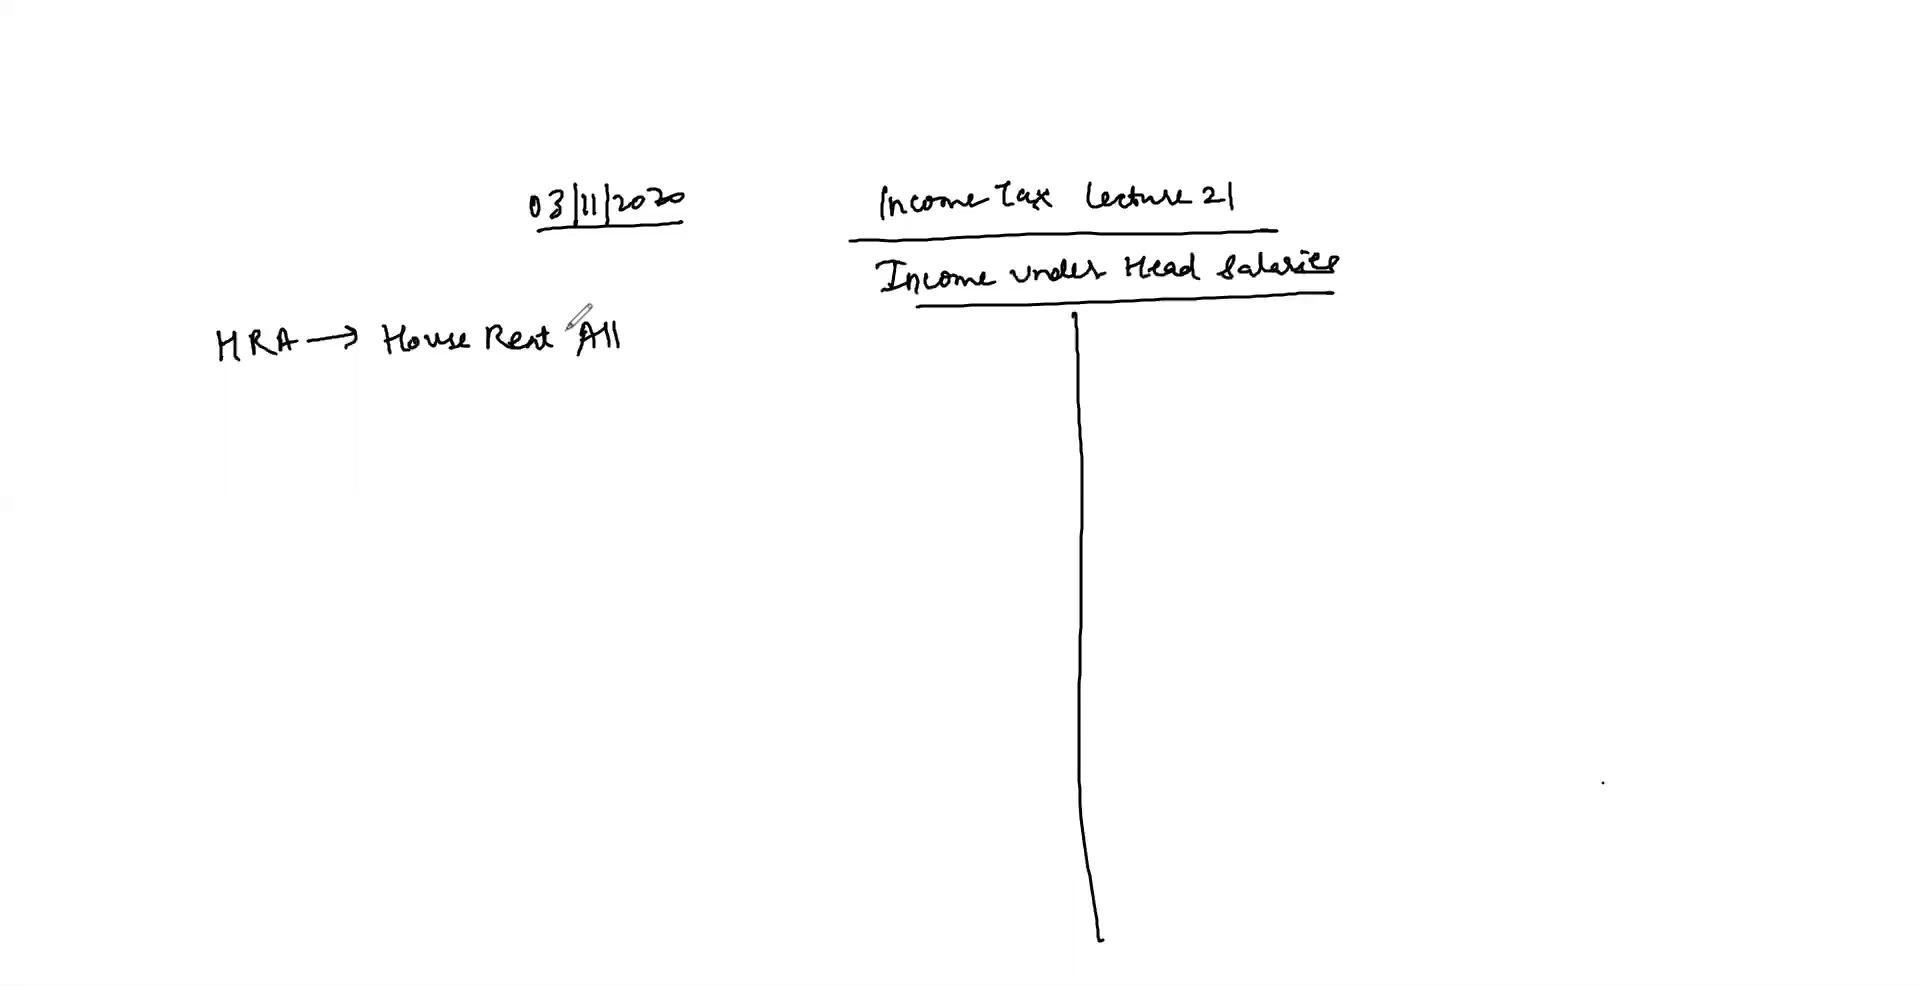 03/11/2020
Income Tax Lecture 21
Income under Head Salaries
HRA → House Rent All